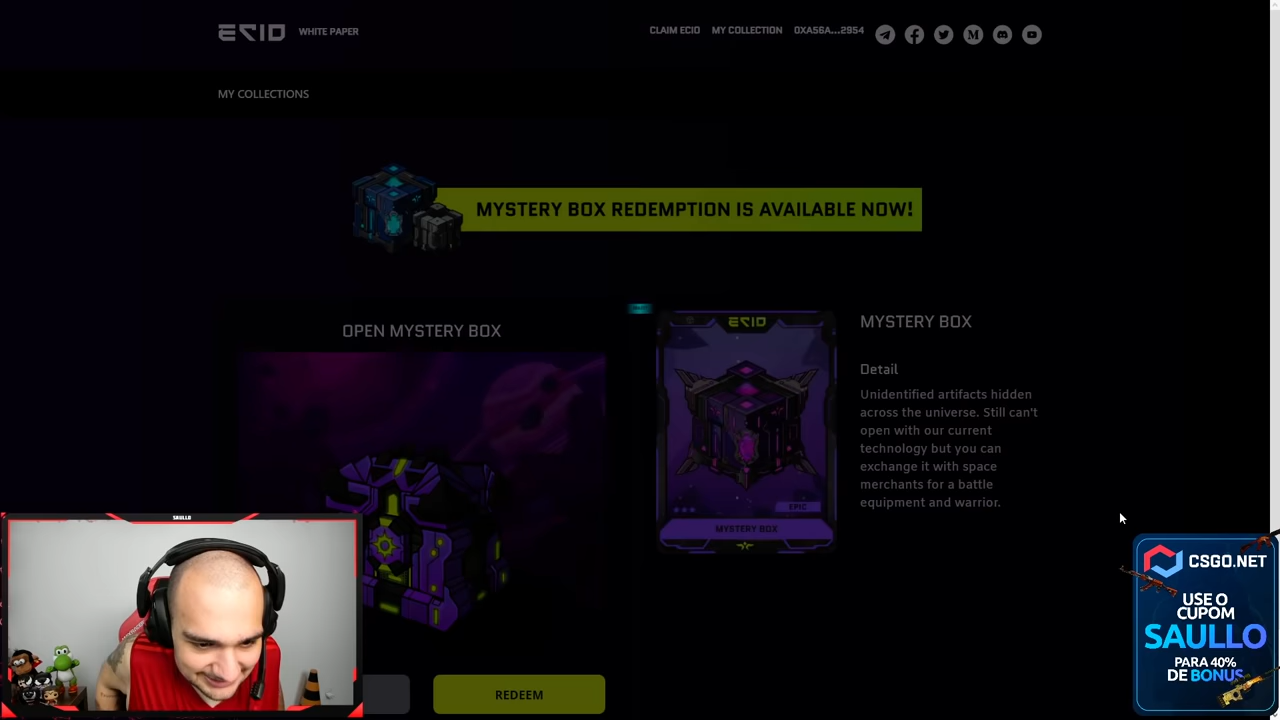 ECIO
WHITE PAPER
CLAIM ECIO
MY COLLECTION
0XA56A...2954
MY COLLECTIONS
MYSTERY BOX REDEMPTION IS AVAILABLE NOW!
OPEN MYSTERY BOX
ECIO
EPIC
MYSTERY BOX
MYSTERY BOX
Detail
Unidentified artifacts hidden
across the universe. Still can't
open with our current
technology but you can
exchange it with space
merchants for a battle
equipment and warrior.
REDEEM
SAULLO
CSGO.NET
USE O
CUPOM
SAULLO
PARA 40%
DE BONUS